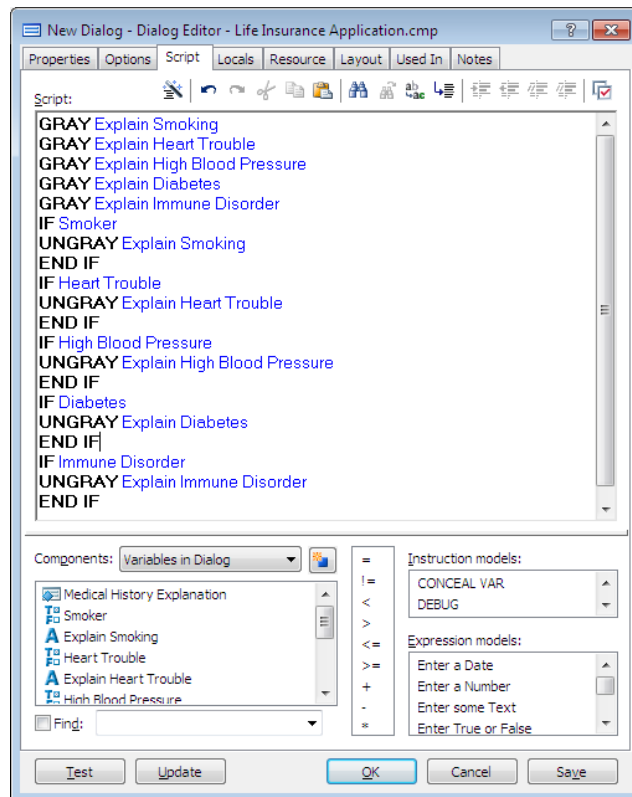 New Dialog - Dialog Editor - Life Insurance Application.cmp
Properties Options Script Locals Resource Layout Used In Notes
Script:
GRAY Explain Smoking
GRAY Explain Heart Trouble
GRAY Explain High Blood Pressure
GRAY Explain Diabetes
GRAY Explain Immune Disorder
IF Smoker
UNGRAY Explain Smoking
END IF
IF Heart Trouble
UNGRAY Explain Heart Trouble
END IF
IF High Blood Pressure
UNGRAY Explain High Blood Pressure
END IF
IF Diabetes
UNGRAY Explain Diabetes
END IF
IF Immune Disorder
UNGRAY Explain Immune Disorder
END IF
Components: Variables in Dialog
Medical History Explanation
Smoker
Explain Smoking
Heart Trouble
Explain Heart Trouble
High Blood Pressure
Find:
=
!=
<
>
<=
>=
+
-
*
Instruction models:
CONCEAL VAR
DEBUG
Expression models:
Enter a Date
Enter a Number
Enter some Text
Enter True or False
Test Update OK Cancel Save